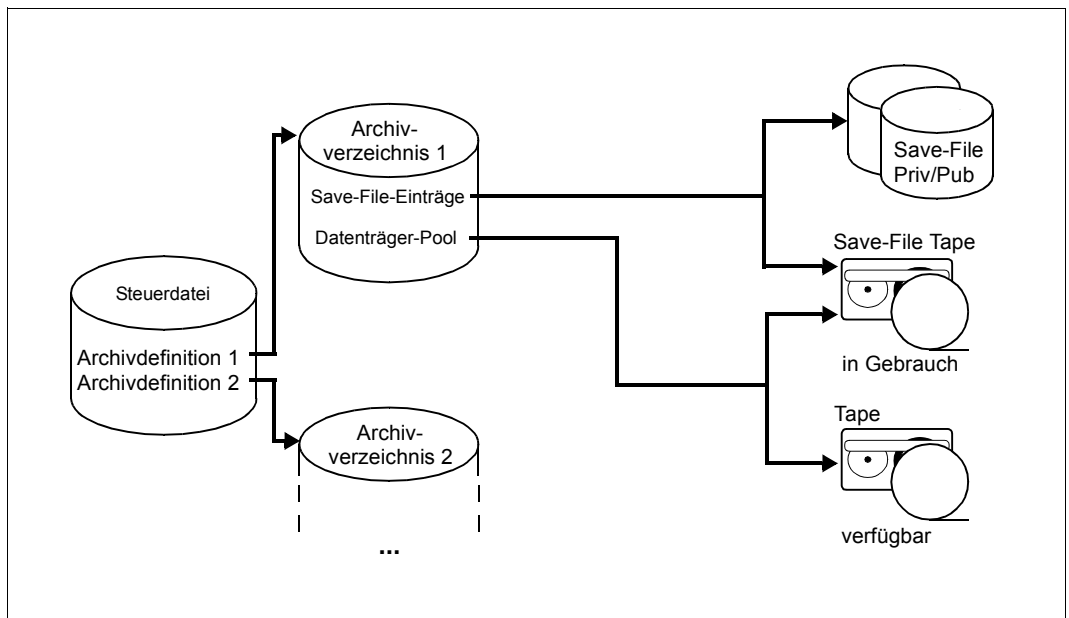 Steuerdatei
Archivdefinition 1
Archivdefinition 2
Archiv-
verzeichnis 1
Save-File-Einträge
Datenträger-Pool
Archiv-
verzeichnis 2
...
Save-File
Priv/Pub
Save-File Tape
in Gebrauch
Tape
verfügbar